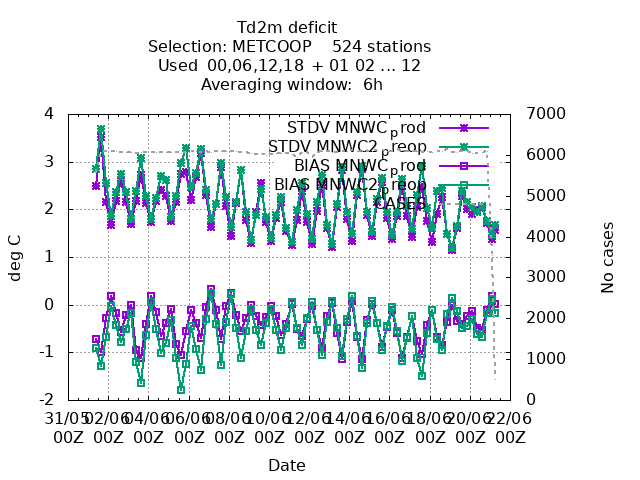 Td2m deficit
Selection: METCOOP 524 stations
Used 00,06,12,18 + 01 02 ... 12
Averaging window: 6h
4
3
2
1
0
-1
-2
deg C
7000
6000
5000
4000
3000
2000
1000
0
No cases
STDV MNWC_prod
STDV MNWC2_preop
BIAS MNWC_prod
BIAS MNWC2_preop
CASES
31/05 02/06 04/06 06/06 08/06 10/06 12/06 14/06 16/06 18/06 20/06 22/06
00Z 00Z 00Z 00Z 00Z 00Z 00Z 00Z 00Z 00Z 00Z 00Z
Date